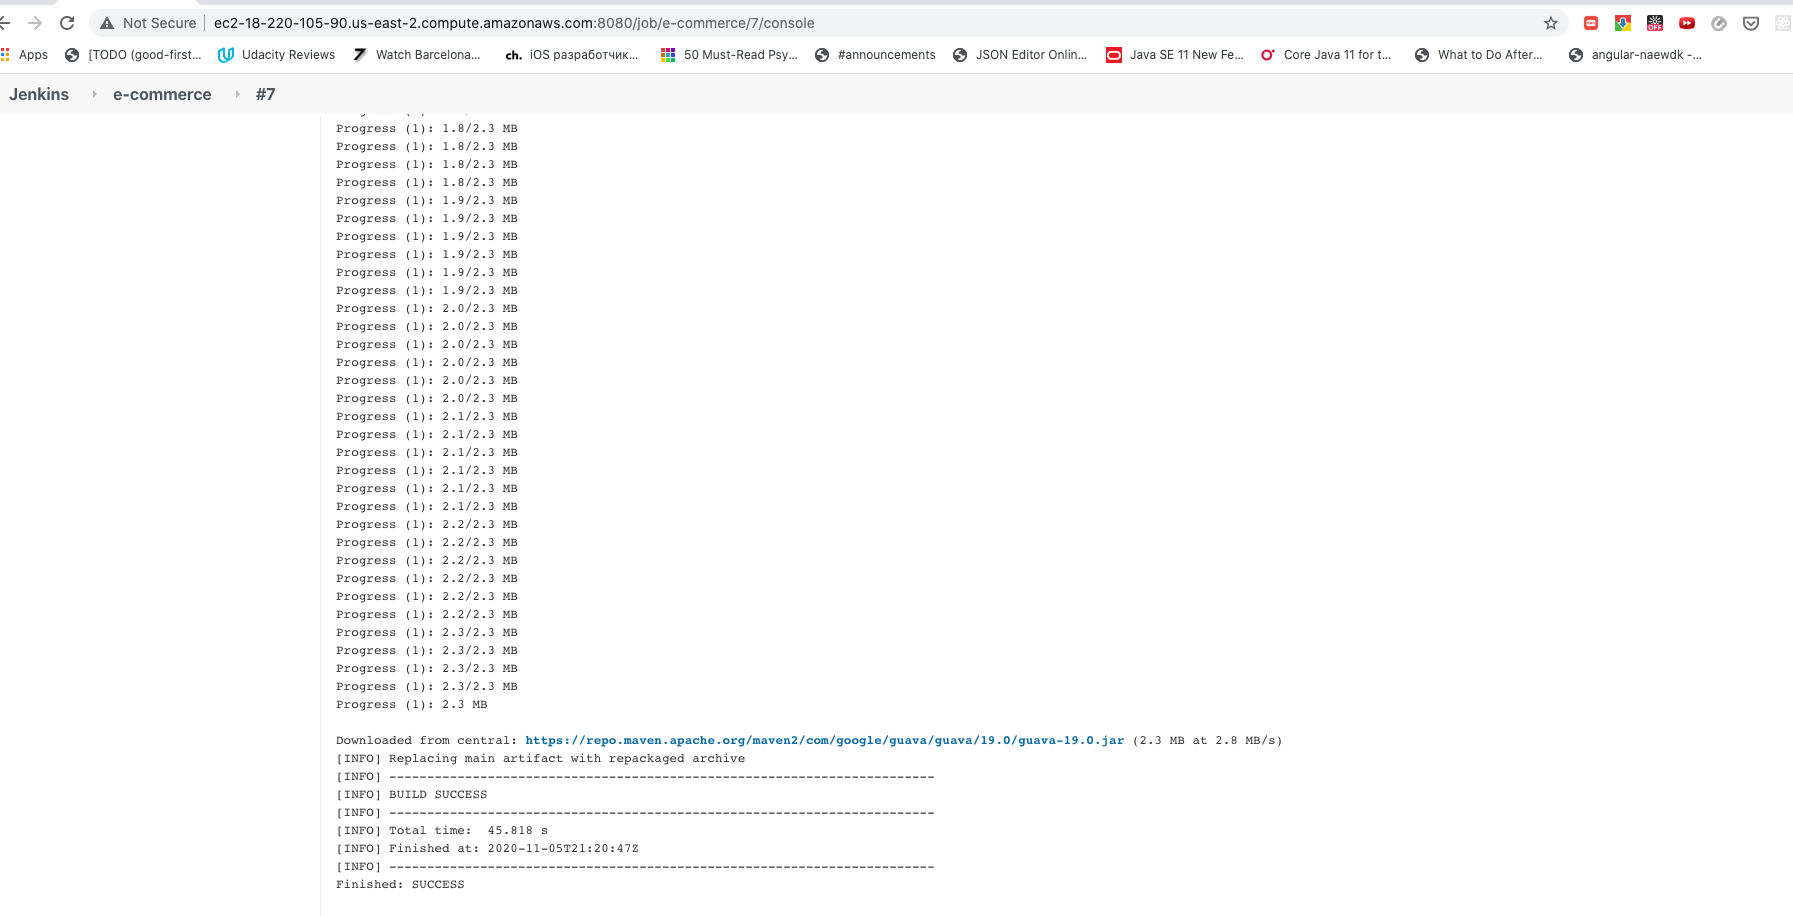 Not Secure ec2-18-220-105-90.us-east-2.compute.amazonaws.com:8080/job/e-commerce/7/console
Apps [TODO (good-first... Udacity Reviews Watch Barcelona... ch. iOS разработчик... 50 Must-Read Psy... #announcements JSON Editor Onlin... Java SE 11 New Fe... Core Java 11 for t... What to Do After... angular-naewdk -...
Jenkins e-commerce #7
Progress (1): 1.8/2.3 MB
Progress (1): 1.8/2.3 MB
Progress (1): 1.8/2.3 MB
Progress (1): 1.8/2.3 MB
Progress (1): 1.9/2.3 MB
Progress (1): 1.9/2.3 MB
Progress (1): 1.9/2.3 MB
Progress (1): 1.9/2.3 MB
Progress (1): 1.9/2.3 MB
Progress (1): 1.9/2.3 MB
Progress (1): 2.0/2.3 MB
Progress (1): 2.0/2.3 MB
Progress (1): 2.0/2.3 MB
Progress (1): 2.0/2.3 MB
Progress (1): 2.0/2.3 MB
Progress (1): 2.0/2.3 MB
Progress (1): 2.1/2.3 MB
Progress (1): 2.1/2.3 MB
Progress (1): 2.1/2.3 MB
Progress (1): 2.1/2.3 MB
Progress (1): 2.1/2.3 MB
Progress (1): 2.1/2.3 MB
Progress (1): 2.2/2.3 MB
Progress (1): 2.2/2.3 MB
Progress (1): 2.2/2.3 MB
Progress (1): 2.2/2.3 MB
Progress (1): 2.2/2.3 MB
Progress (1): 2.2/2.3 MB
Progress (1): 2.3/2.3 MB
Progress (1): 2.3/2.3 MB
Progress (1): 2.3/2.3 MB
Progress (1): 2.3/2.3 MB
Progress (1): 2.3 MB
Downloaded from central: https://repo.maven.apache.org/maven2/com/google/guava/guava/19.0/guava-19.0.jar (2.3 MB at 2.8 MB/s)
[INFO] Replacing main artifact with repackaged archive
[INFO] ------------------------------------------------------------------------
[INFO] BUILD SUCCESS
[INFO] ------------------------------------------------------------------------
[INFO] Total time:  45.818 s
[INFO] Finished at: 2020-11-05T21:20:47Z
[INFO] ------------------------------------------------------------------------
Finished: SUCCESS